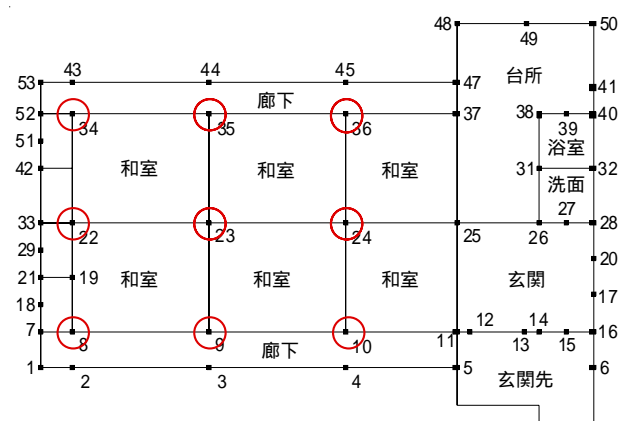 48 49 50
53 43 44 45 47 台所
41
廊下
52 34 35 36 37 38 39 40
51 浴室
42 和室 和室 和室 31 32
洗面
27
33 22 23 24 25 26 28
29 20
21 19 和室 和室 和室 玄関
18 17
7 8 9 10 11 12 13 14 15 16
廊下
1 2 3 4 5 玄関先 6